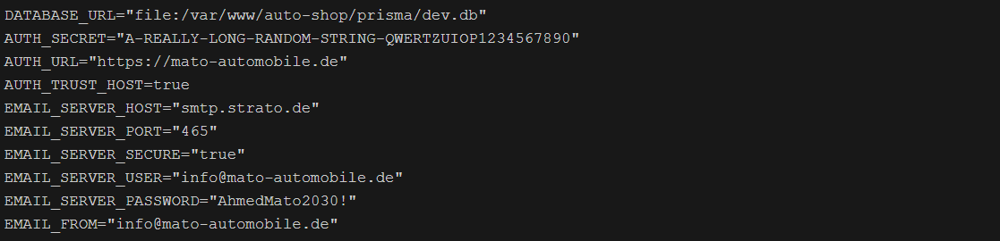 DATABASE_URL="file:/var/www/auto-shop/prisma/dev.db"
AUTH_SECRET="A-REALLY-LONG-RANDOM-STRING-QWERTZUIOP1234567890"
AUTH_URL="https://mato-automobile.de"
AUTH_TRUST_HOST=true
EMAIL_SERVER_HOST="smtp.strato.de"
EMAIL_SERVER_PORT="465"
EMAIL_SERVER_SECURE="true"
EMAIL_SERVER_USER="info@mato-automobile.de"
EMAIL_SERVER_PASSWORD="AhmedMato2030!"
EMAIL_FROM="info@mato-automobile.de"